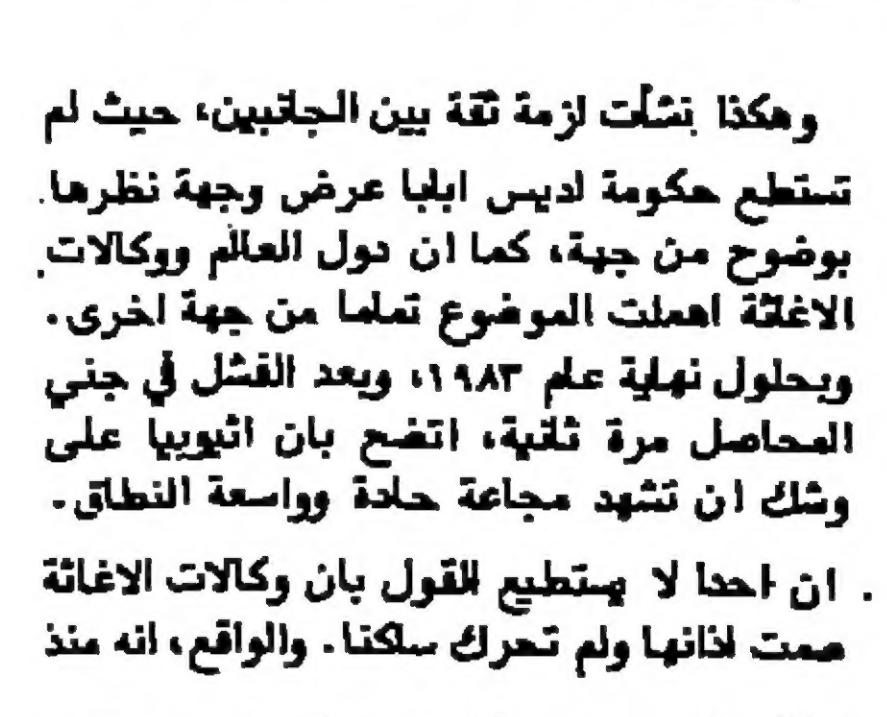 وهكذا نشأت ازمة ثقة بين الجانبين، حيث لم
تستطع حكومة اديس ابابا عرض وجهة نظرها
بوضوح من جهة، كما ان دول العالم ووكالات
الاغاثة اهملت الموضوع تماما من جهة اخرى.
وبحلول نهاية عام ١٩٨٣، وبعد الفشل في جني
المحاصل مرة ثانية، اتضح بان اثيوبيا على
وشك ان تشهد مجاعة حادة وواسعة النطاق.
ان احدا لا يستطيع القول بان وكالات الاغاثة
صمت اذانها ولم تحرك ساكنا. والواقع، انه منذ